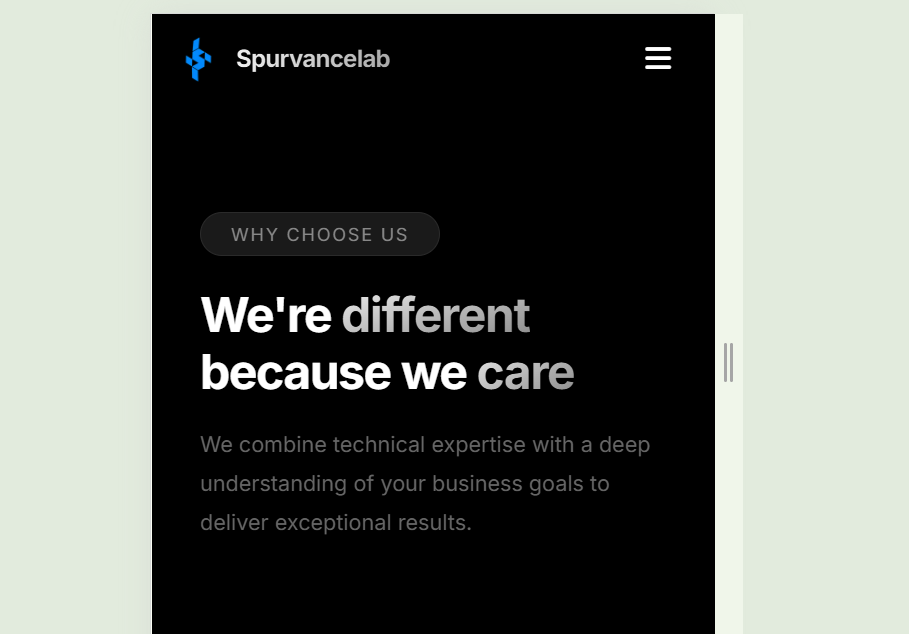 Spurvancelab
WHY CHOOSE US
We're different
because we care
We combine technical expertise with a deep
understanding of your business goals to
deliver exceptional results.